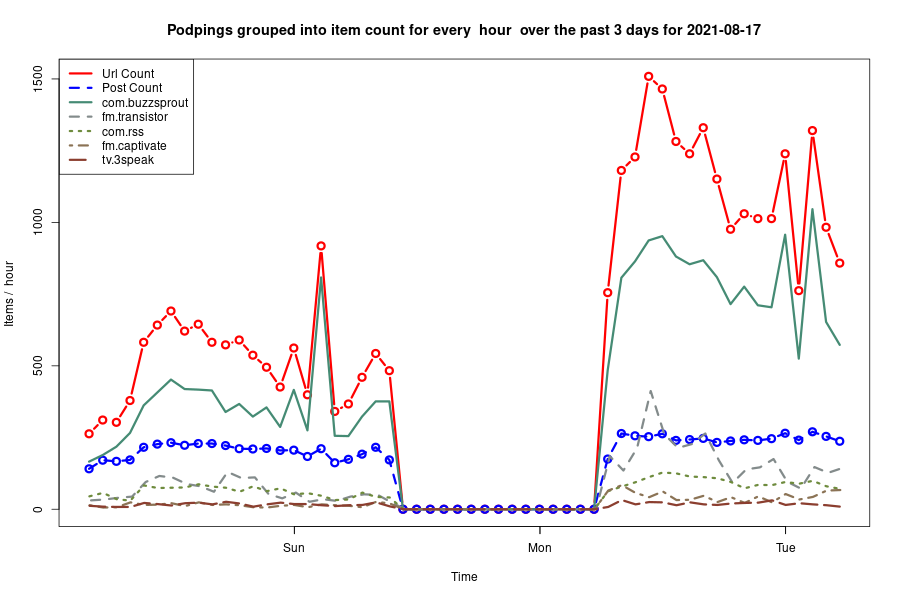 Podpings grouped into item count for every  hour  over the past 3 days for 2021-08-17
Url Count
Post Count
com.buzzsprout
fm.transistor
com.rss
fm.captivate
tv.3speak
1500
1000
500
0
Items /  hour
Sun
Mon
Tue
Time